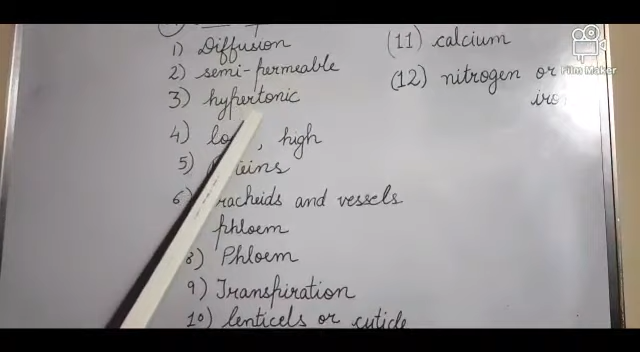 1) Diffusion
2) semi-permeable
3) hypertonic
4) , high
5)
6) and vessels
phloem
8) Phloem
9) Transpiration
10) lenticels or cuticle
(11) calcium
(12) nitrogen or
iron
Film Maker